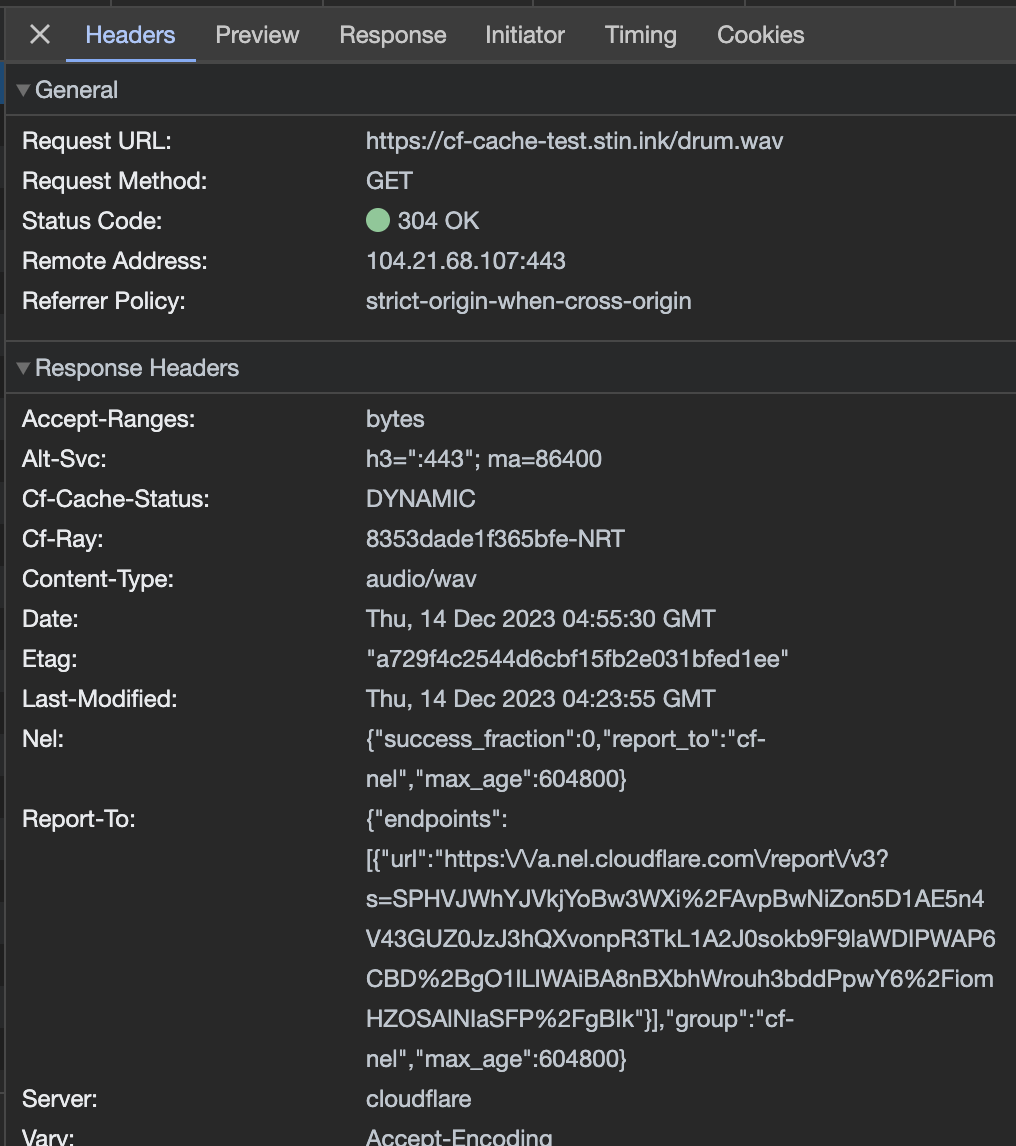 Headers Preview Response Initiator Timing Cookies
General
Request URL: https://cf-cache-test.stin.ink/drum.wav
Request Method: GET
Status Code: 304 OK
Remote Address: 104.21.68.107:443
Referrer Policy: strict-origin-when-cross-origin
Response Headers
Accept-Ranges: bytes
Alt-Svc: h3=":443"; ma=86400
Cf-Cache-Status: DYNAMIC
Cf-Ray: 8353dade1f365bfe-NRT
Content-Type: audio/wav
Date: Thu, 14 Dec 2023 04:55:30 GMT
Etag: "a729f4c2544d6cbf15fb2e031bfed1ee"
Last-Modified: Thu, 14 Dec 2023 04:23:55 GMT
Nel: {"success_fraction":0,"report_to":"cf-
nel","max_age":604800}
Report-To: {"endpoints":
[{"url":"https:\/\/a.nel.cloudflare.com\/report\/v3?
s=SPHVJWhYJVkjYoBw3WXi%2FAvpBwNiZon5D1AE5n4
V43GUZ0JzJ3hQXvonpR3TkL1A2J0sokb9F9laWDIPWAP6
CBD%2BgO1lLIWAiBA8nBXbhWrouh3bddPpwY6%2Fiom
HZOSAlNIaSFP%2FgBIk"}],"group":"cf-
nel","max_age":604800}
Server: cloudflare
Vary: Accept-Encoding